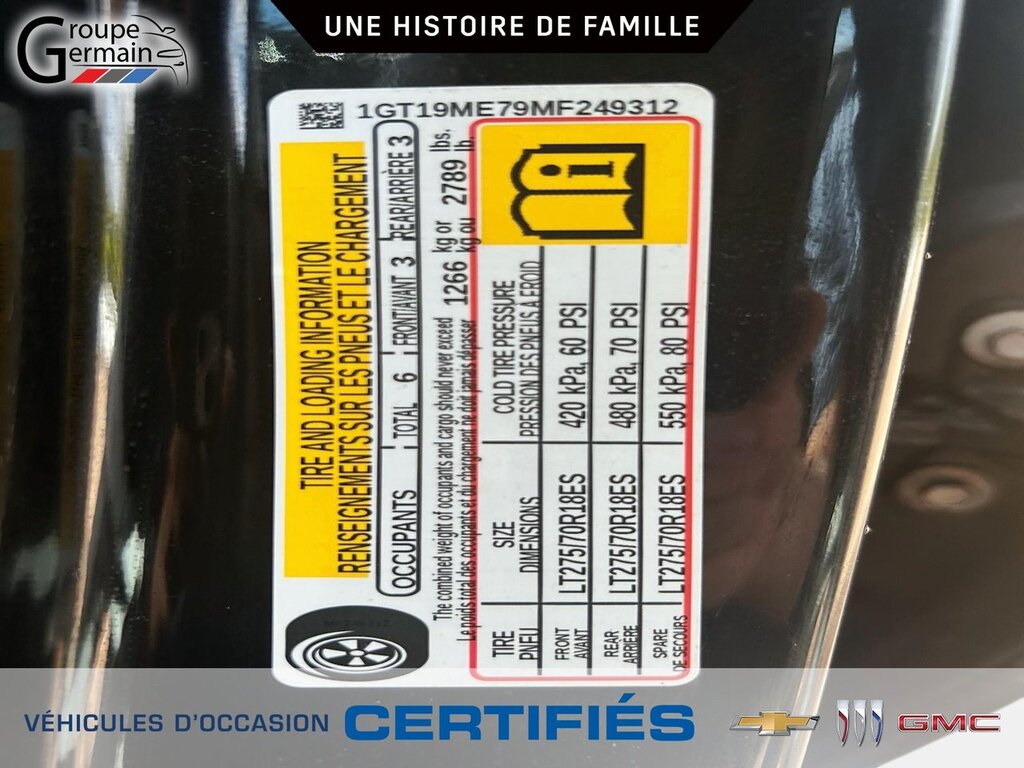 Groupe
Germain
UNE HISTOIRE DE FAMILLE
1GT19ME79MF249312
TIRE AND LOADING INFORMATION
RENSEIGNEMENTS SUR LES PNEUS ET LE CHARGEMENT
OCCUPANTS TOTAL 6 FRONT/AVANT 3 REAR/ARRIÈRE 3
The combined weight of occupants and cargo should never exceed 1266 kg or 2789 lbs.
Le poids total des occupants et du chargement ne doit jamais dépasser kg ou lb.
TIRE SIZE COLD TIRE PRESSURE
PNEU DIMENSIONS PRESSION DES PNEUS A FROID
FRONT LT275/70R18ES 420 kPa, 60 PSI
AVANT
REAR LT275/70R18ES 480 kPa, 70 PSI
ARRIÈRE
SPARE LT275/70R18ES 550 kPa, 80 PSI
DE SECOURS
i
MF249312
VÉHICULES D'OCCASION CERTIFIÉS
GMC